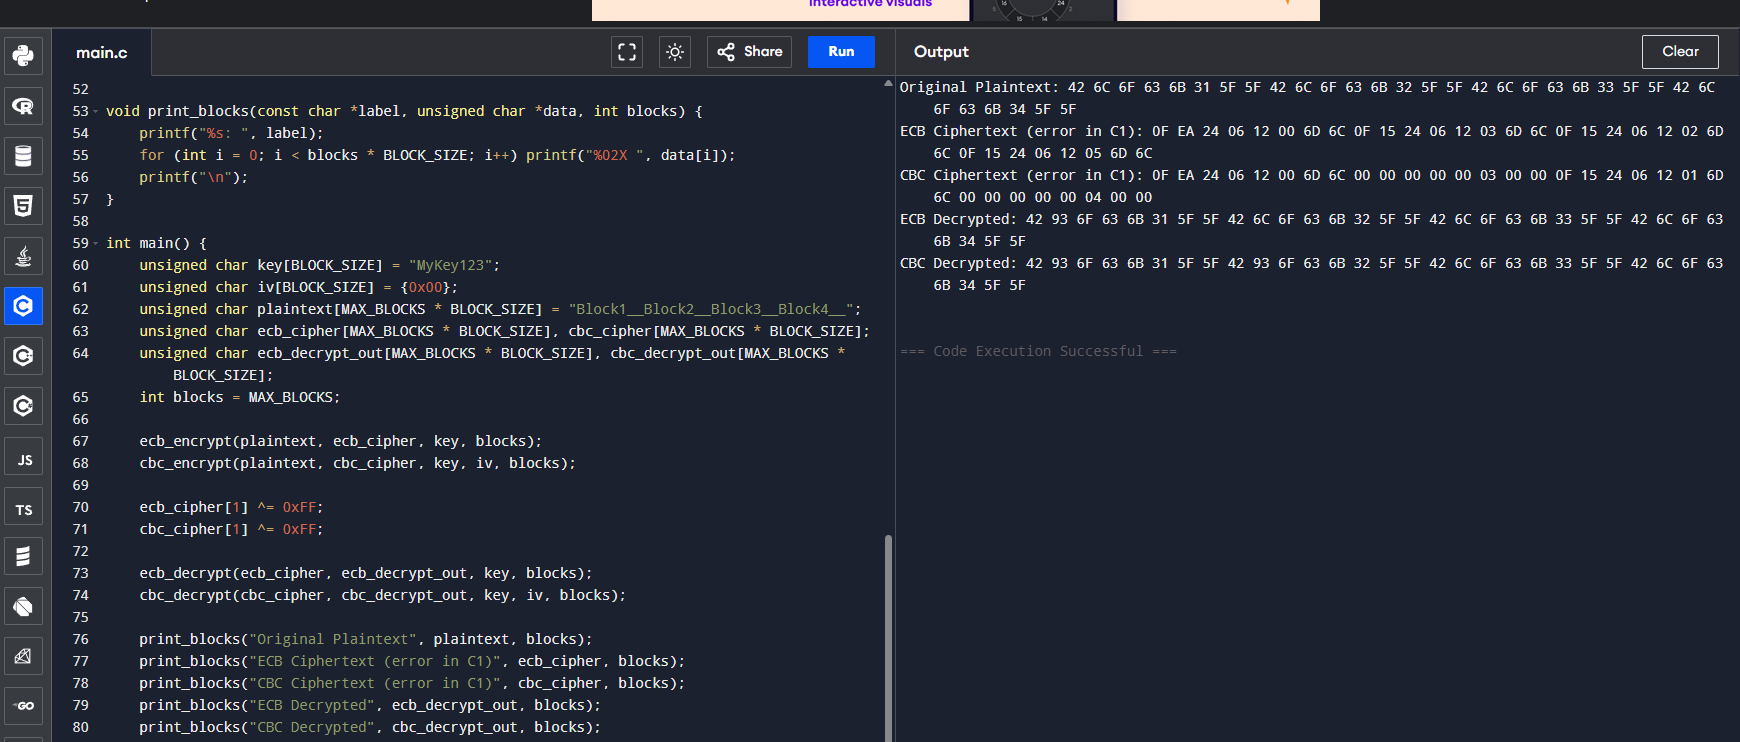 interactive visuals
16
24
5
2
15
14
main.c
Share
Run
Output
Clear
52
53 void print_blocks(const char *label, unsigned char *data, int blocks) {
54 printf("%s: ", label);
55 for (int i = 0; i < blocks * BLOCK_SIZE; i++) printf("%02X ", data[i]);
56 printf("\n");
57 }
58
59 int main() {
60 unsigned char key[BLOCK_SIZE] = "MyKey123";
61 unsigned char iv[BLOCK_SIZE] = {0x00};
62 unsigned char plaintext[MAX_BLOCKS * BLOCK_SIZE] = "Block1__Block2__Block3__Block4__";
63 unsigned char ecb_cipher[MAX_BLOCKS * BLOCK_SIZE], cbc_cipher[MAX_BLOCKS * BLOCK_SIZE];
64 unsigned char ecb_decrypt_out[MAX_BLOCKS * BLOCK_SIZE], cbc_decrypt_out[MAX_BLOCKS *
BLOCK_SIZE];
65 int blocks = MAX_BLOCKS;
66
67 ecb_encrypt(plaintext, ecb_cipher, key, blocks);
68 cbc_encrypt(plaintext, cbc_cipher, key, iv, blocks);
69
70 ecb_cipher[1] ^= 0xFF;
71 cbc_cipher[1] ^= 0xFF;
72
73 ecb_decrypt(ecb_cipher, ecb_decrypt_out, key, blocks);
74 cbc_decrypt(cbc_cipher, cbc_decrypt_out, key, iv, blocks);
75
76 print_blocks("Original Plaintext", plaintext, blocks);
77 print_blocks("ECB Ciphertext (error in C1)", ecb_cipher, blocks);
78 print_blocks("CBC Ciphertext (error in C1)", cbc_cipher, blocks);
79 print_blocks("ECB Decrypted", ecb_decrypt_out, blocks);
80 print_blocks("CBC Decrypted", cbc_decrypt_out, blocks);
Original Plaintext: 42 6C 6F 63 6B 31 5F 5F 42 6C 6F 63 6B 32 5F 5F 42 6C 6F 63 6B 33 5F 5F 42 6C
6F 63 6B 34 5F 5F
ECB Ciphertext (error in C1): 0F EA 24 06 12 00 6D 6C 0F 15 24 06 12 03 6D 6C 0F 15 24 06 12 02 6D
6C 0F 15 24 06 12 05 6D 6C
CBC Ciphertext (error in C1): 0F EA 24 06 12 00 6D 6C 00 00 00 00 00 03 00 00 0F 15 24 06 12 01 6D
6C 00 00 00 00 00 04 00 00
ECB Decrypted: 42 93 6F 63 6B 31 5F 5F 42 6C 6F 63 6B 32 5F 5F 42 6C 6F 63 6B 33 5F 5F 42 6C 6F 63
6B 34 5F 5F
CBC Decrypted: 42 93 6F 63 6B 31 5F 5F 42 93 6F 63 6B 32 5F 5F 42 6C 6F 63 6B 33 5F 5F 42 6C 6F 63
6B 34 5F 5F
=== Code Execution Successful ===
R
5
JS
TS
GO